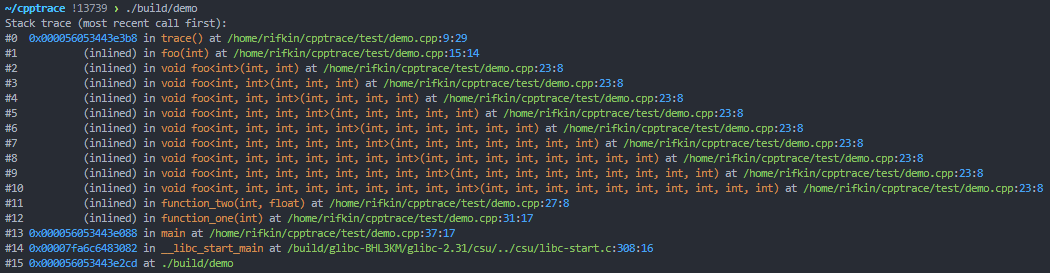 ~/cpptrace !13739 ❯ ./build/demo
Stack trace (most recent call first):
#0 0x000056053443e3b8 in trace() at /home/rifkin/cpptrace/test/demo.cpp:9:29
#1 (inlined) in foo(int) at /home/rifkin/cpptrace/test/demo.cpp:15:14
#2 (inlined) in void foo<int>(int, int) at /home/rifkin/cpptrace/test/demo.cpp:23:8
#3 (inlined) in void foo<int, int>(int, int, int) at /home/rifkin/cpptrace/test/demo.cpp:23:8
#4 (inlined) in void foo<int, int, int>(int, int, int, int) at /home/rifkin/cpptrace/test/demo.cpp:23:8
#5 (inlined) in void foo<int, int, int, int>(int, int, int, int, int) at /home/rifkin/cpptrace/test/demo.cpp:23:8
#6 (inlined) in void foo<int, int, int, int, int>(int, int, int, int, int, int) at /home/rifkin/cpptrace/test/demo.cpp:23:8
#7 (inlined) in void foo<int, int, int, int, int, int>(int, int, int, int, int, int, int) at /home/rifkin/cpptrace/test/demo.cpp:23:8
#8 (inlined) in void foo<int, int, int, int, int, int, int>(int, int, int, int, int, int, int, int) at /home/rifkin/cpptrace/test/demo.cpp:23:8
#9 (inlined) in void foo<int, int, int, int, int, int, int, int>(int, int, int, int, int, int, int, int, int) at /home/rifkin/cpptrace/test/demo.cpp:23:8
#10 (inlined) in void foo<int, int, int, int, int, int, int, int, int>(int, int, int, int, int, int, int, int, int, int) at /home/rifkin/cpptrace/test/demo.cpp:23:8
#11 (inlined) in function_two(int, float) at /home/rifkin/cpptrace/test/demo.cpp:27:8
#12 (inlined) in function_one(int) at /home/rifkin/cpptrace/test/demo.cpp:31:17
#13 0x000056053443e088 in main at /home/rifkin/cpptrace/test/demo.cpp:37:17
#14 0x00007fa6c6483082 in __libc_start_main at /build/glibc-BHL3KM/glibc-2.31/csu/../csu/libc-start.c:308:16
#15 0x000056053443e2cd at ./build/demo